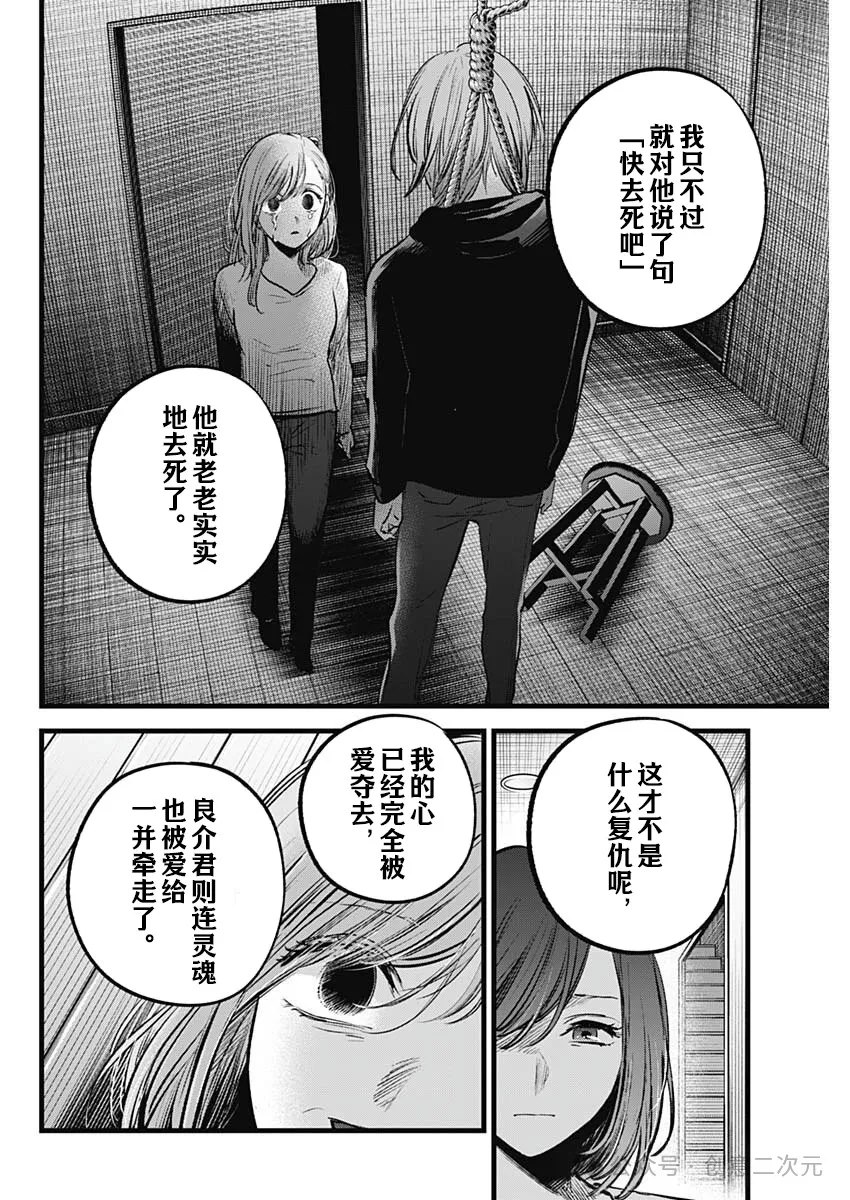 我只不过
就对他说了句
「快去死吧」
他就老老实实
地去死了。
这才不是
什么复仇呢,
我的心
已经完全被
爱夺去,
良介君则连灵魂
也被爱给
一并牵走了。
公众号·创意二次元